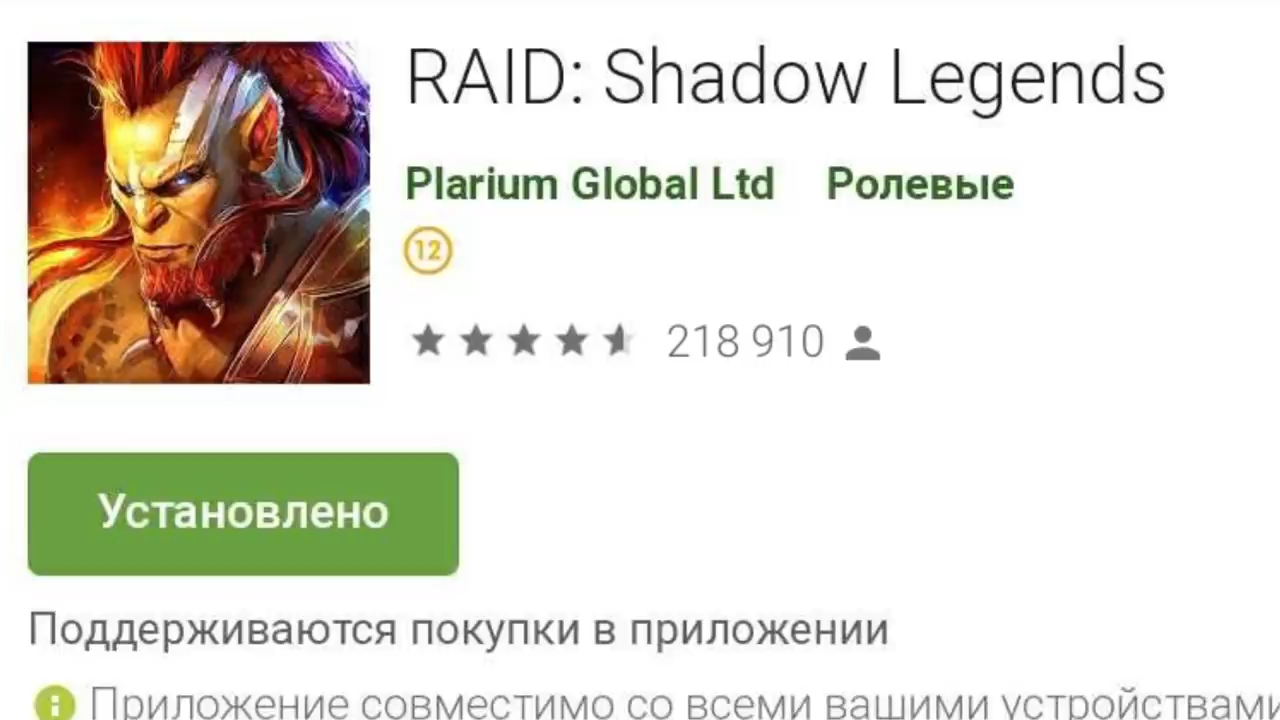 RAID: Shadow Legends
Plarium Global Ltd Ролевые
12
218 910
Установлено
Поддерживаются покупки в приложении
Приложение совместимо со всеми вашими устройствами